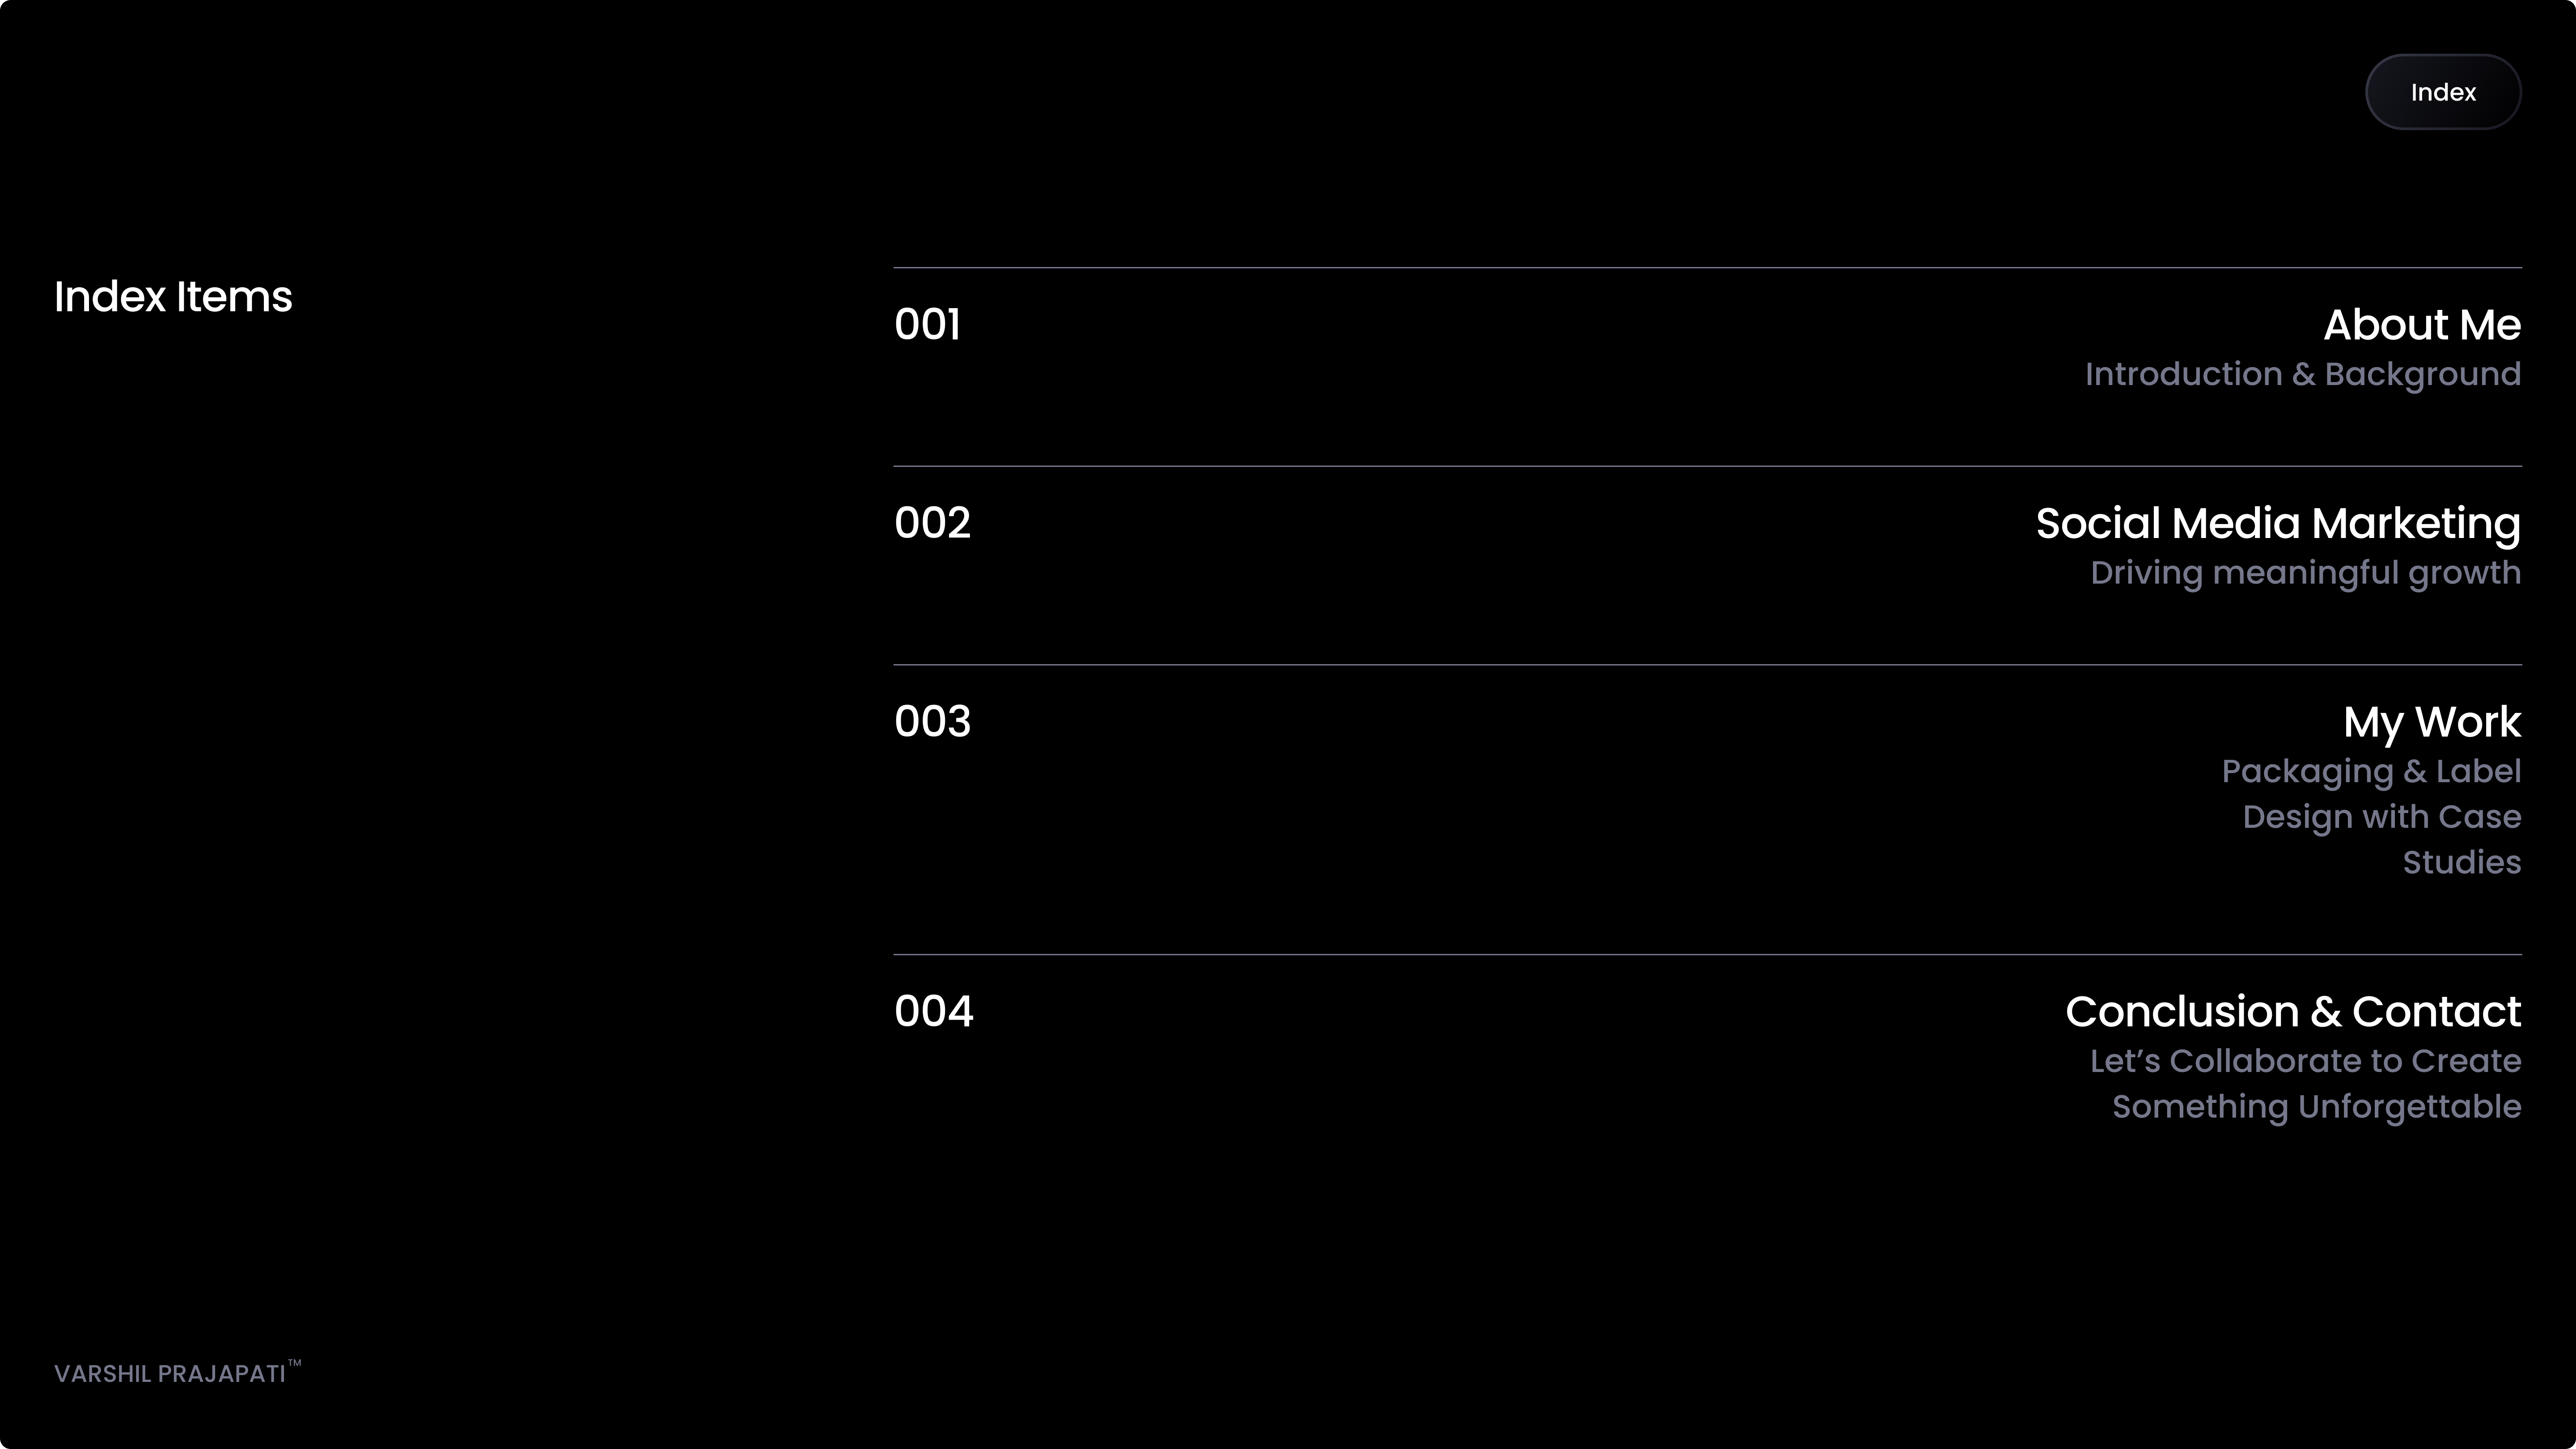 Index
Index Items
001
About Me
Introduction & Background
002
Social Media Marketing
Driving meaningful growth
003
My Work
Packaging & Label
Design with Case
Studies
004
Conclusion & Contact
Let’s Collaborate to Create
Something Unforgettable
VARSHIL PRAJAPATI™